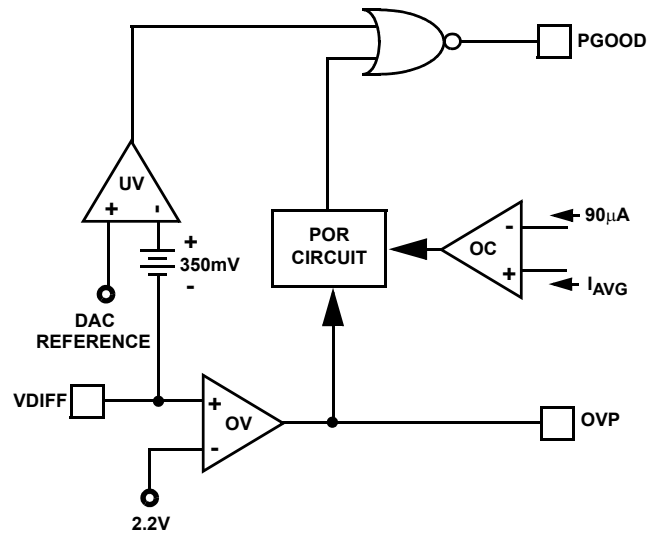 PGOOD
UV
+ -
+
350mV
-
DAC
REFERENCE
POR
CIRCUIT
OC
-
+
90µA
IAVG
VDIFF
+
OV
-
2.2V
OVP